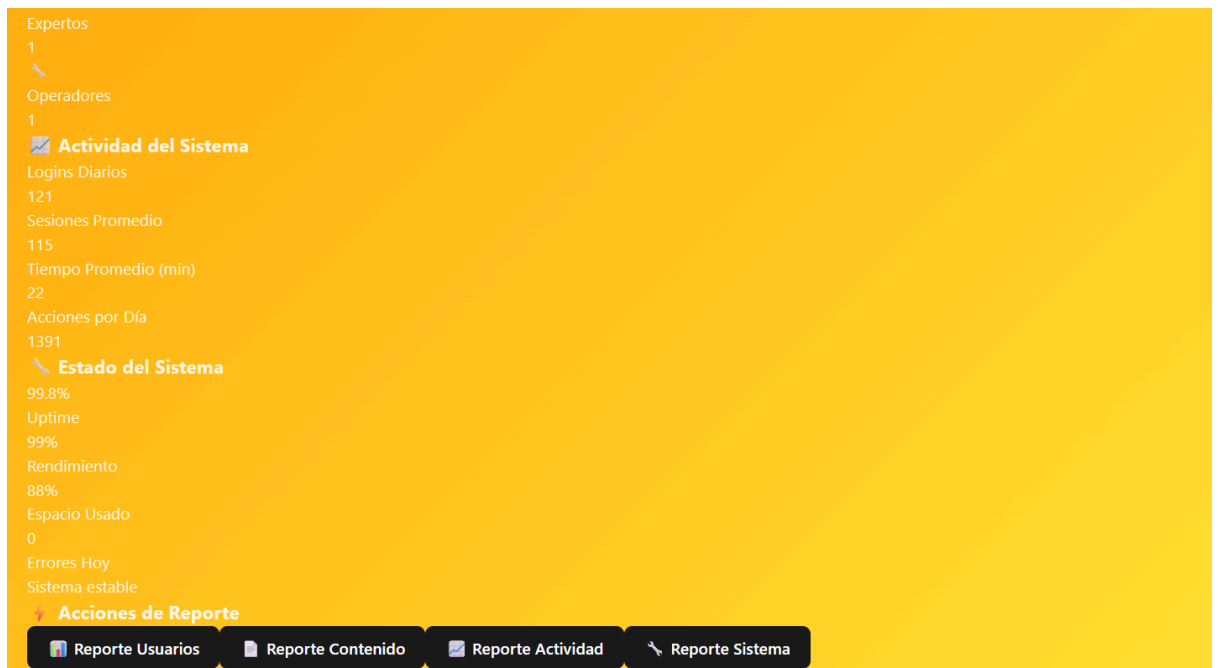 Expertos
1
Operadores
1
Actividad del Sistema
Logins Diarios
121
Sesiones Promedio
115
Tiempo Promedio (min)
22
Acciones por Día
1391
Estado del Sistema
99.8%
Uptime
99%
Rendimiento
88%
Espacio Usado
0
Errores Hoy
Sistema estable
Acciones de Reporte
Reporte Usuarios
Reporte Contenido
Reporte Actividad
Reporte Sistema